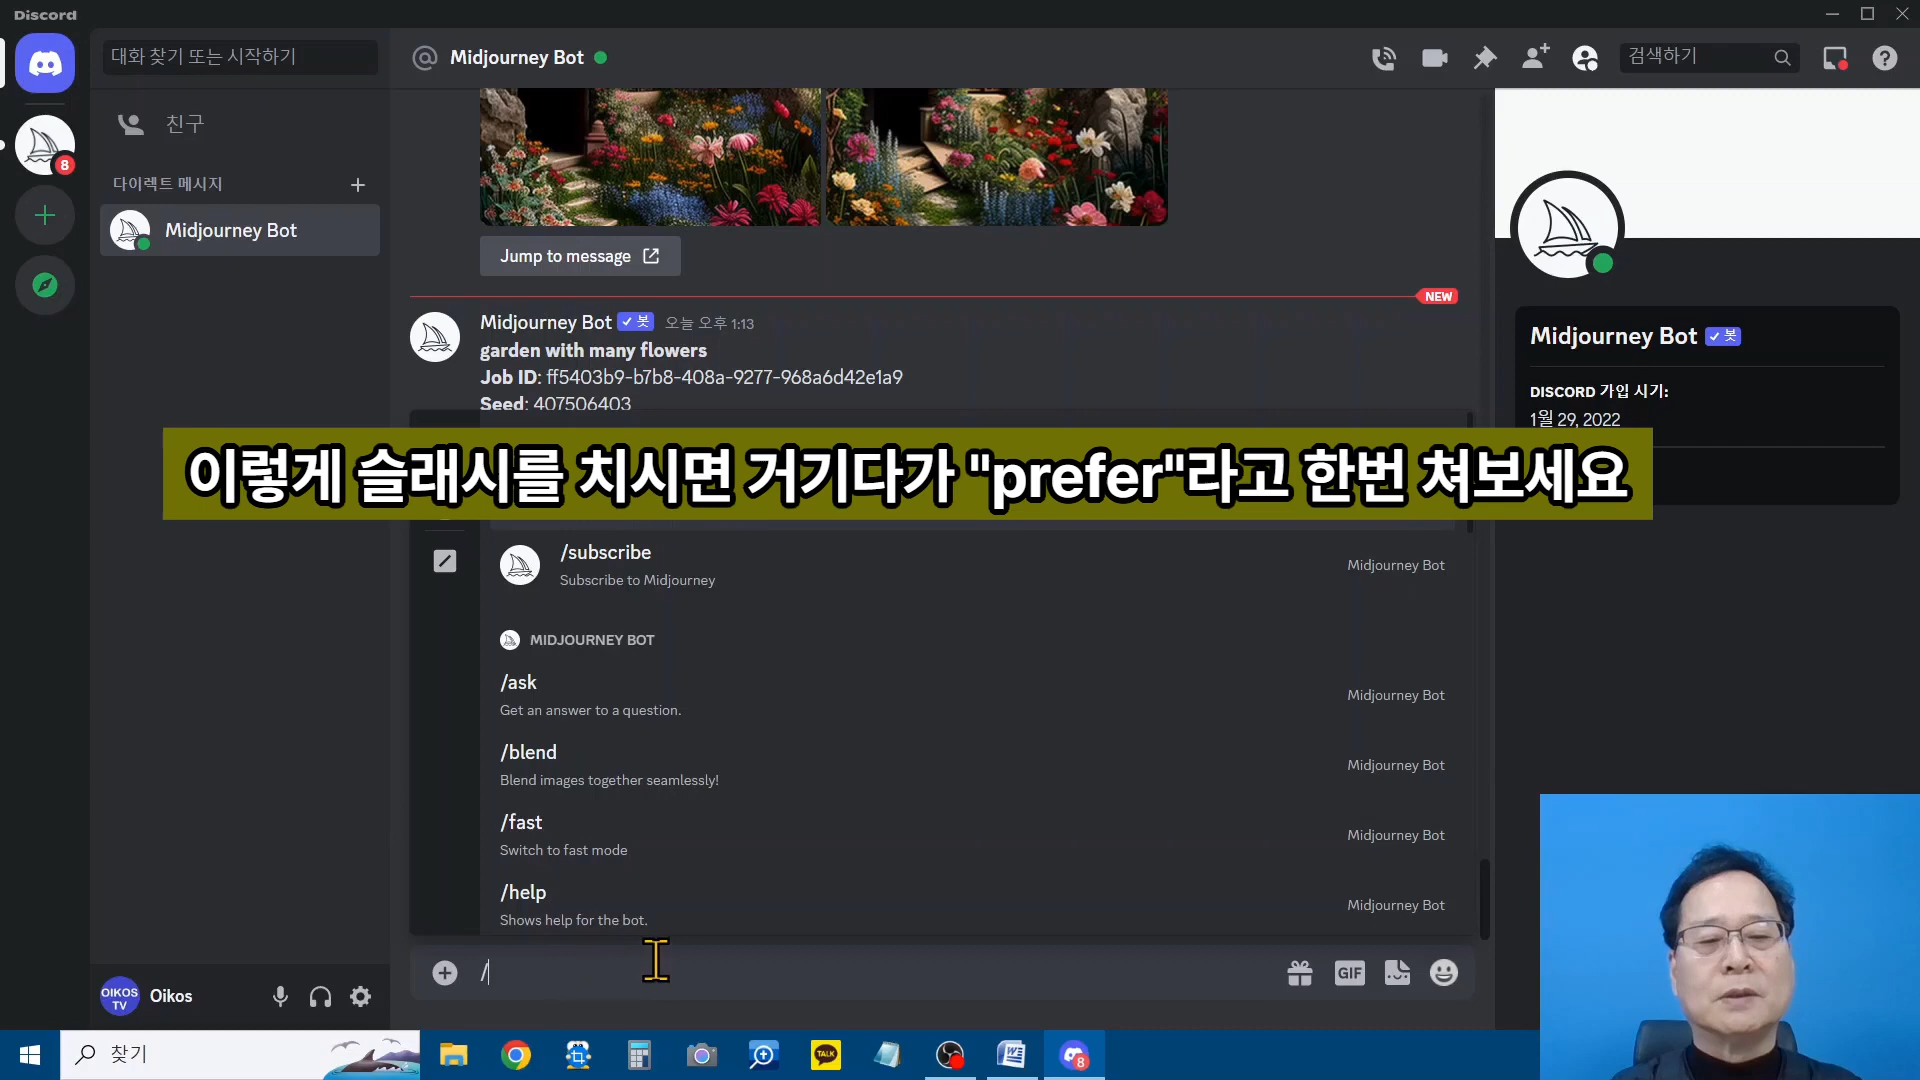 Discord
대화 찾기 또는 시작하기
Midjourney Bot
검색하기
친구
8
다이렉트 메시지
Midjourney Bot
Jump to message
NEW
Midjourney Bot 봇 오늘 오후 1:13
garden with many flowers
Job ID: ff5403b9-b7b8-408a-9277-968a6d42e1a9
Seed: 407506403
Midjourney Bot 봇
DISCORD 가입 시기:
1월 29, 2022
이렇게 슬래시를 치시면 거기다가 "prefer"라고 한번 쳐보세요
/subscribe
Subscribe to Midjourney
Midjourney Bot
MIDJOURNEY BOT
/ask
Get an answer to a question.
Midjourney Bot
/blend
Blend images together seamlessly!
Midjourney Bot
/fast
Switch to fast mode
Midjourney Bot
/help
Shows help for the bot.
Midjourney Bot
/
GIF
OIKOS
TV
Oikos
찾기
TALK
W
8